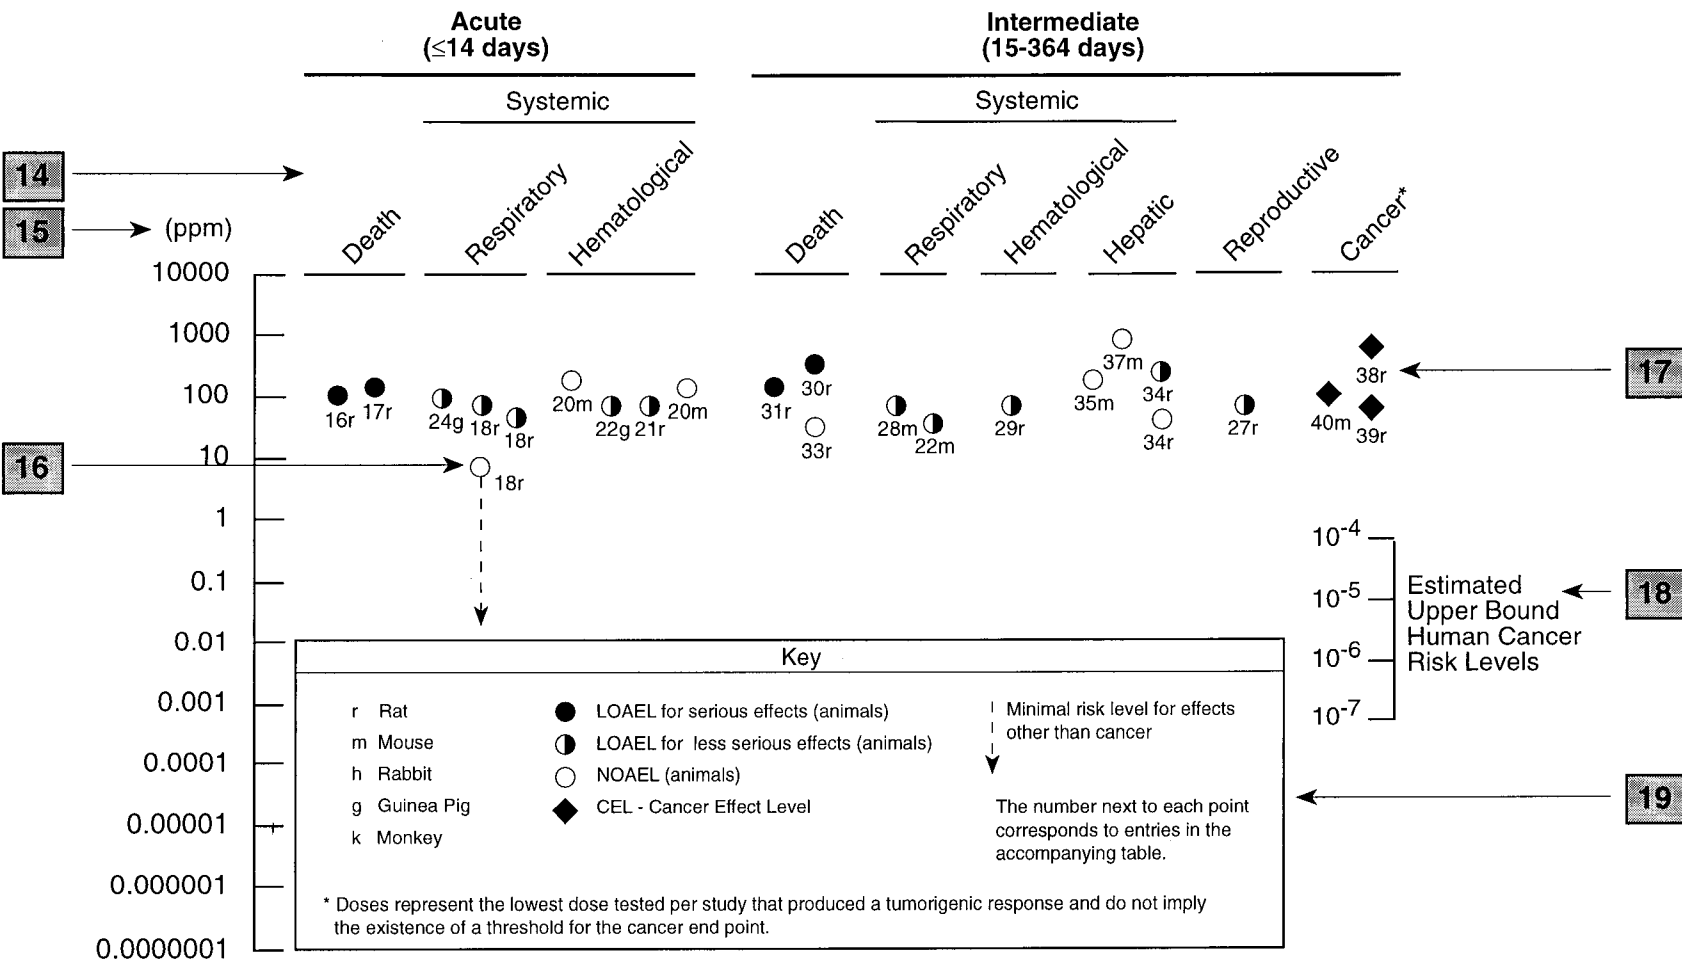 Acute
(≤14 days)
Intermediate
(15-364 days)
Systemic
Systemic
14
15
(ppm)
Death
Respiratory
Hematological
Death
Respiratory
Hematological
Hepatic
Reproductive
Cancer*
10000
1000
100
10
1
0.1
0.01
0.001
0.0001
0.00001
0.000001
0.0000001
16r
17r
24g
18r
18r
18r
20m
22g
21r
20m
31r
30r
33r
28m
22m
29r
35m
37m
34r
34r
27r
40m
38r
39r
16
17
18
19
10-4
10-5
10-6
10-7
Estimated
Upper Bound
Human Cancer
Risk Levels
Key
r Rat
m Mouse
h Rabbit
g Guinea Pig
k Monkey
LOAEL for serious effects (animals)
LOAEL for less serious effects (animals)
NOAEL (animals)
CEL - Cancer Effect Level
Minimal risk level for effects
other than cancer
The number next to each point
corresponds to entries in the
accompanying table.
* Doses represent the lowest dose tested per study that produced a tumorigenic response and do not imply
the existence of a threshold for the cancer end point.